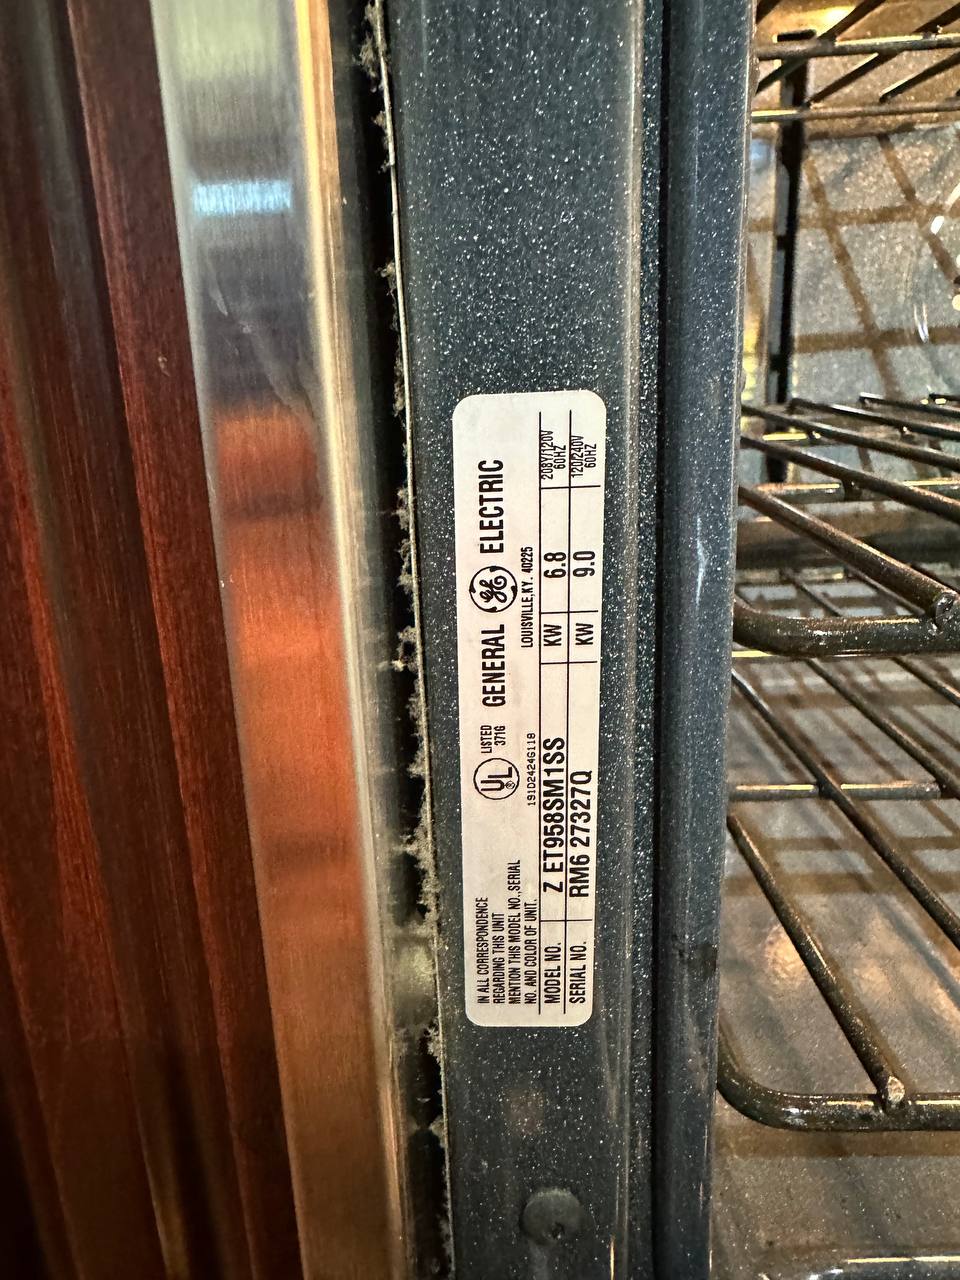 IN ALL CORRESPONDENCE
REGARDING THIS UNIT
MENTION THIS MODEL NO.,SERIAL
NO. AND COLOR OF UNIT.
UL ® LISTED
371G
191D2424G118
GENERAL GE ELECTRIC
LOUISVILLE,KY. 40225
MODEL NO. Z ET958SM1SS KW 6.8 208Y/120V 60HZ
SERIAL NO. RM6 27327Q KW 9.0 120/240V 60HZ